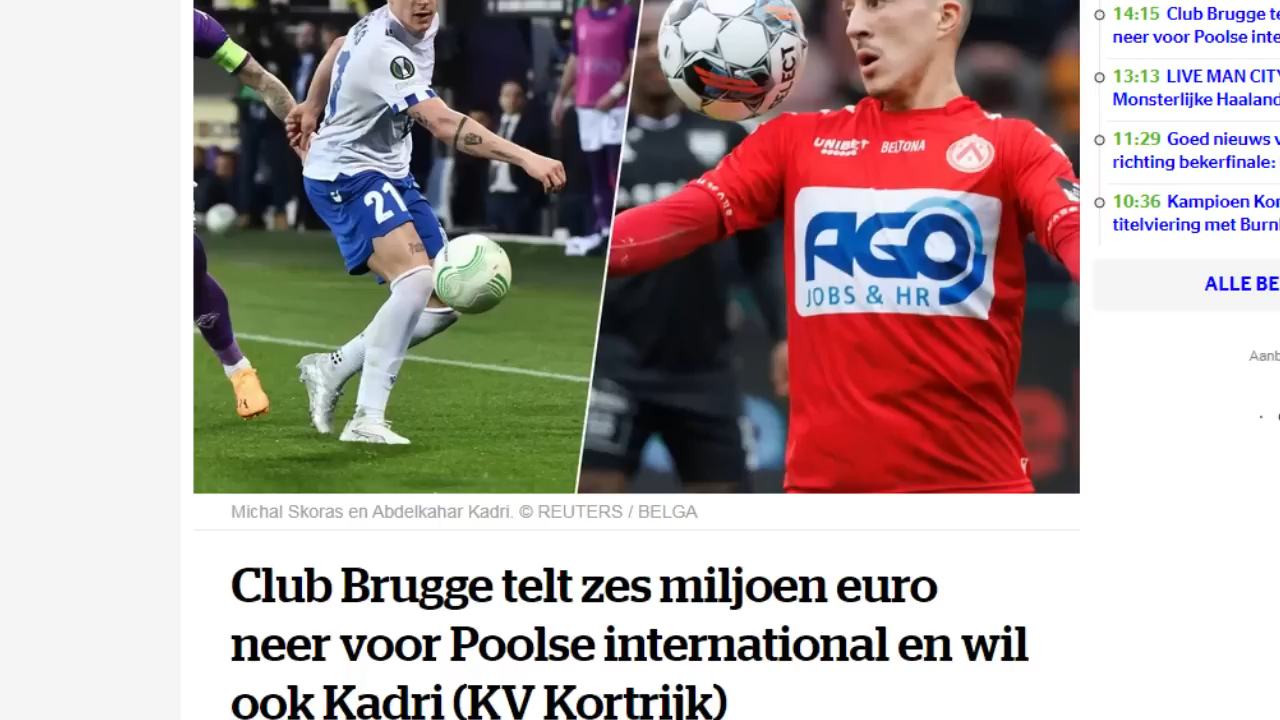 21
SELECT
UNIBET
BELTONA
AGO
JOBS & HR
Michal Skoras en Abdelkahar Kadri. © REUTERS / BELGA
Club Brugge telt zes miljoen euro
neer voor Poolse international en wil
ook Kadri (KV Kortrijk)
14:15 Club Brugge te
neer voor Poolse inte
13:13 LIVE MAN CITY
Monsterlijke Haaland
11:29 Goed nieuws v
richting bekerfinale:
10:36 Kampioen Kom
titelviering met Burnl
ALLE BE
Aanb